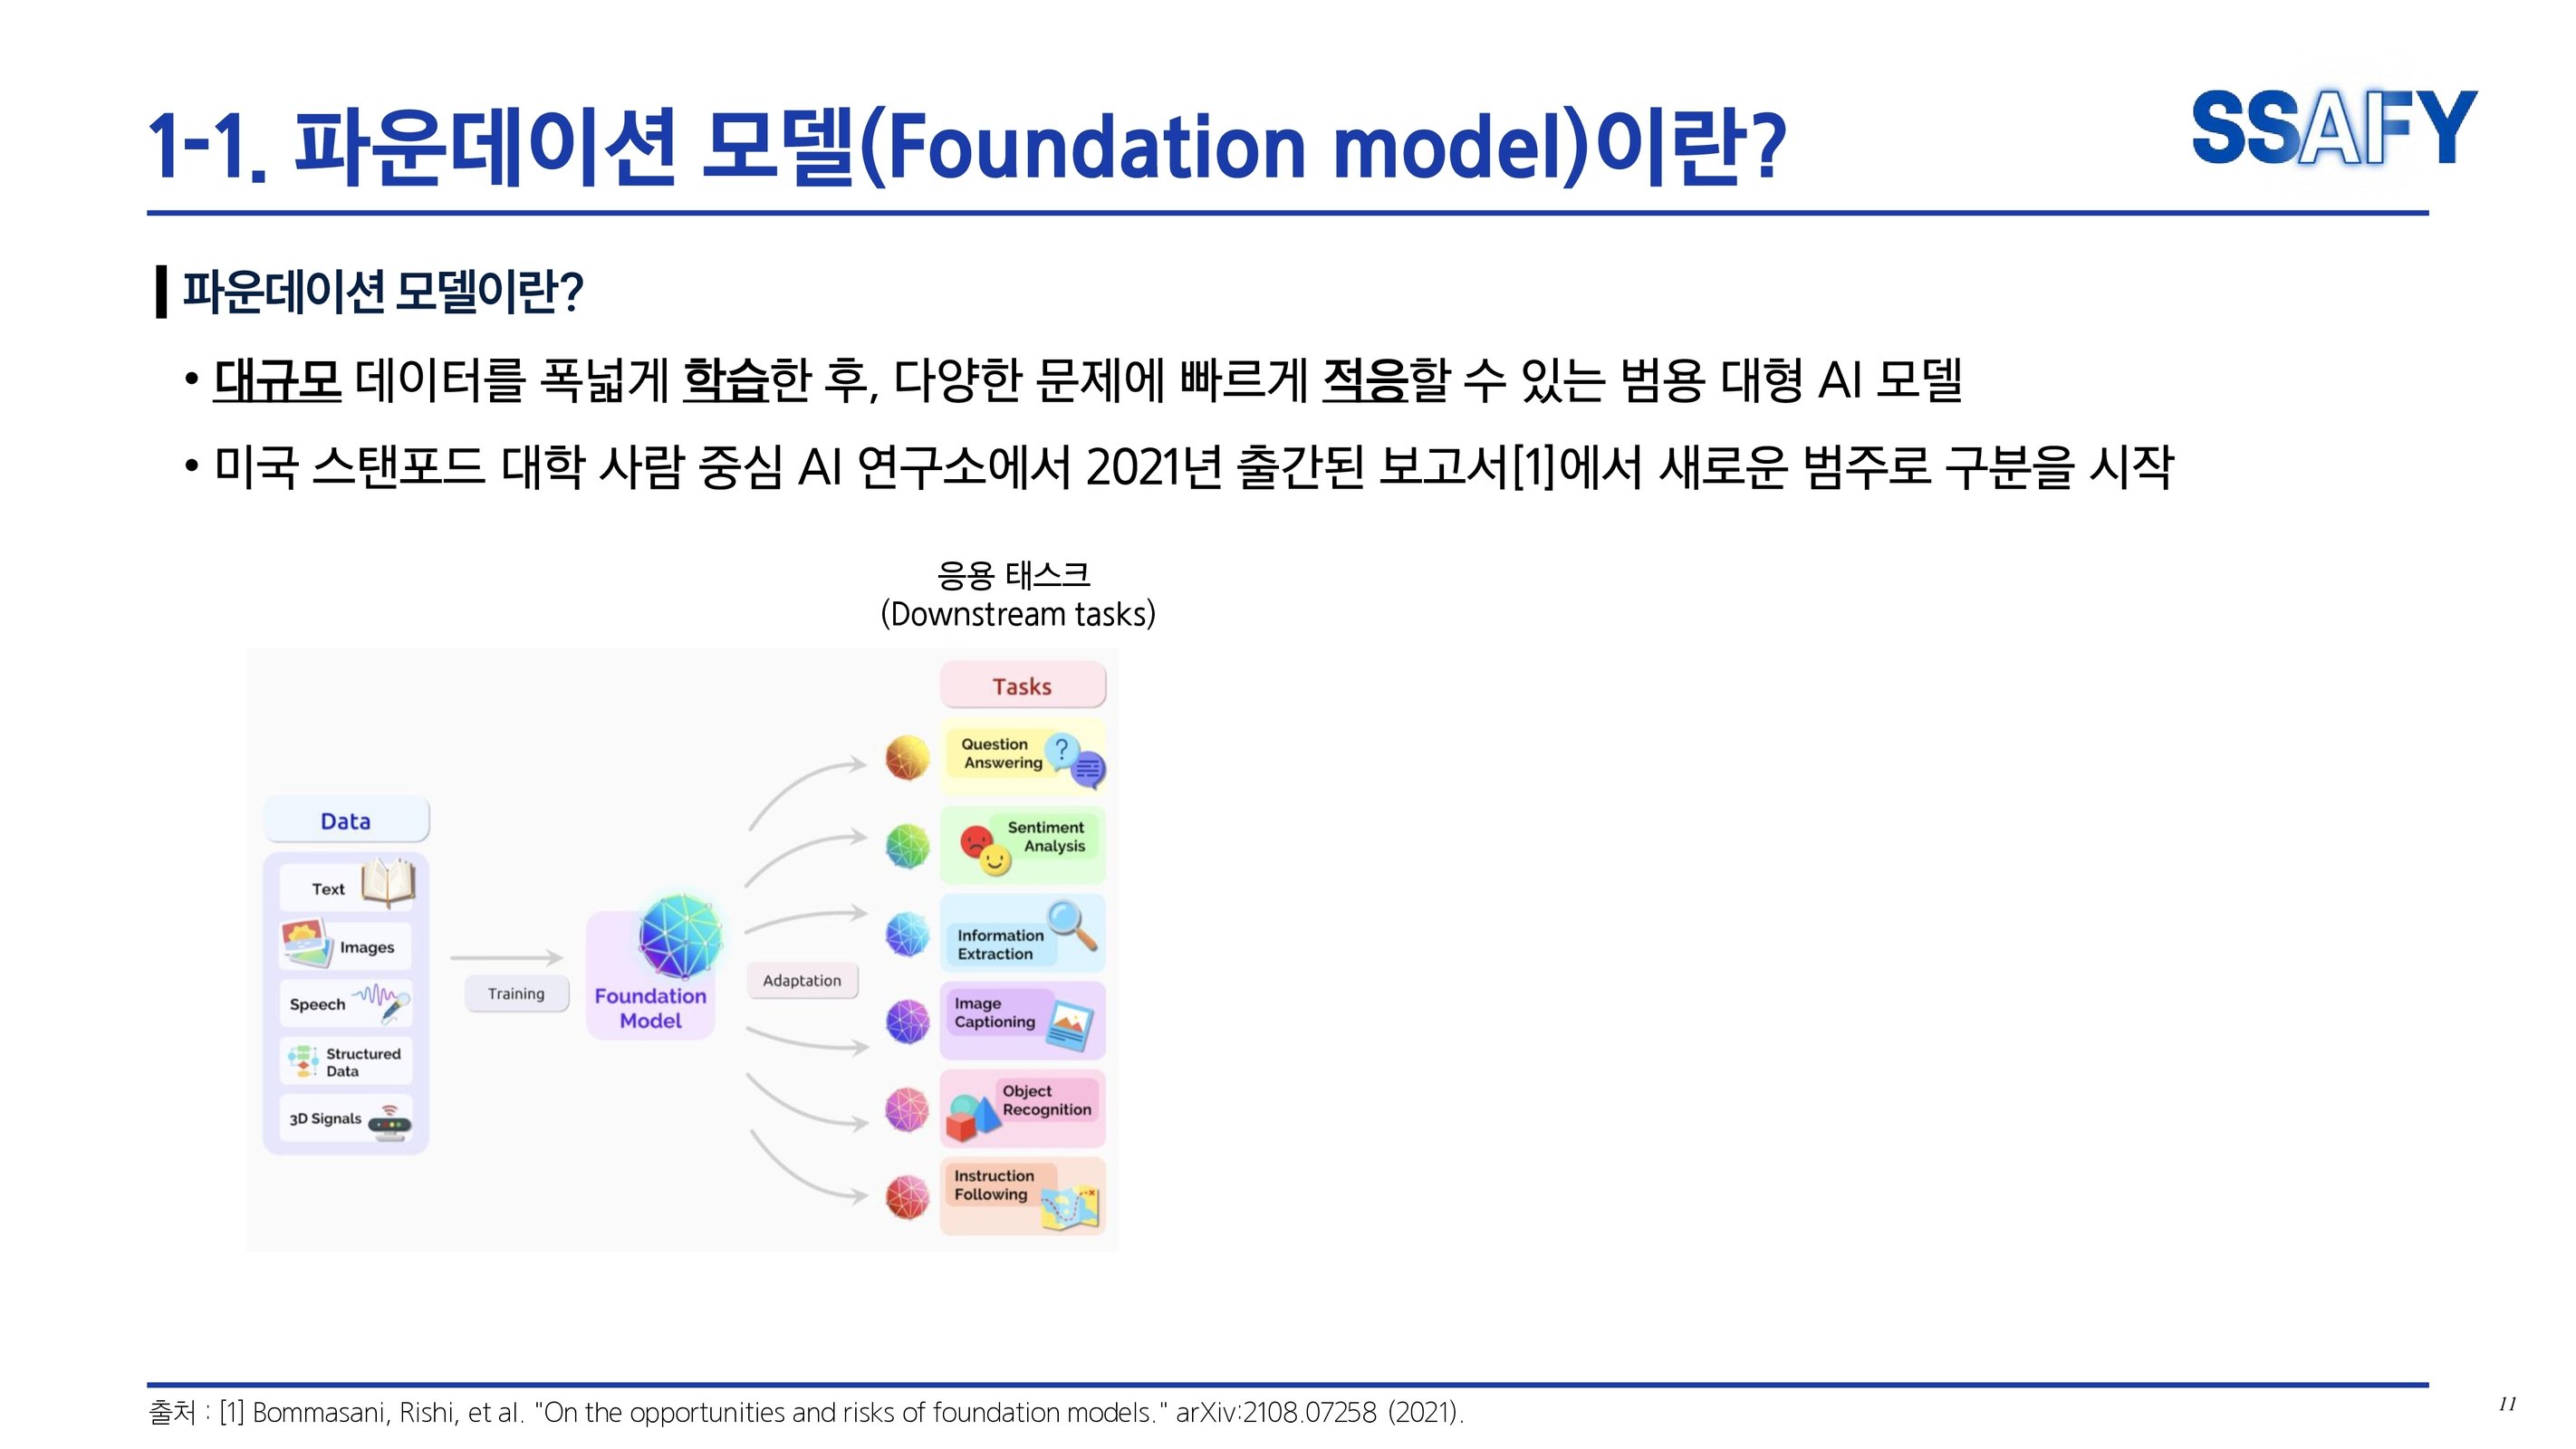 1-1. 파운데이션 모델(Foundation model)이란?
SSAFY
파운데이션 모델이란?
• 대규모 데이터를 폭넓게 학습한 후, 다양한 문제에 빠르게 적응할 수 있는 범용 대형 AI 모델
• 미국 스탠포드 대학 사람 중심 AI 연구소에서 2021년 출간된 보고서[1]에서 새로운 범주로 구분을 시작
응용 태스크
(Downstream tasks)
Data
Text
Images
Speech
Structured
Data
3D Signals
Training
Foundation
Model
Adaptation
Tasks
Question
Answering
Sentiment
Analysis
Information
Extraction
Image
Captioning
Object
Recognition
Instruction
Following
출처 : [1] Bommasani, Rishi, et al. "On the opportunities and risks of foundation models." arXiv:2108.07258 (2021).
11